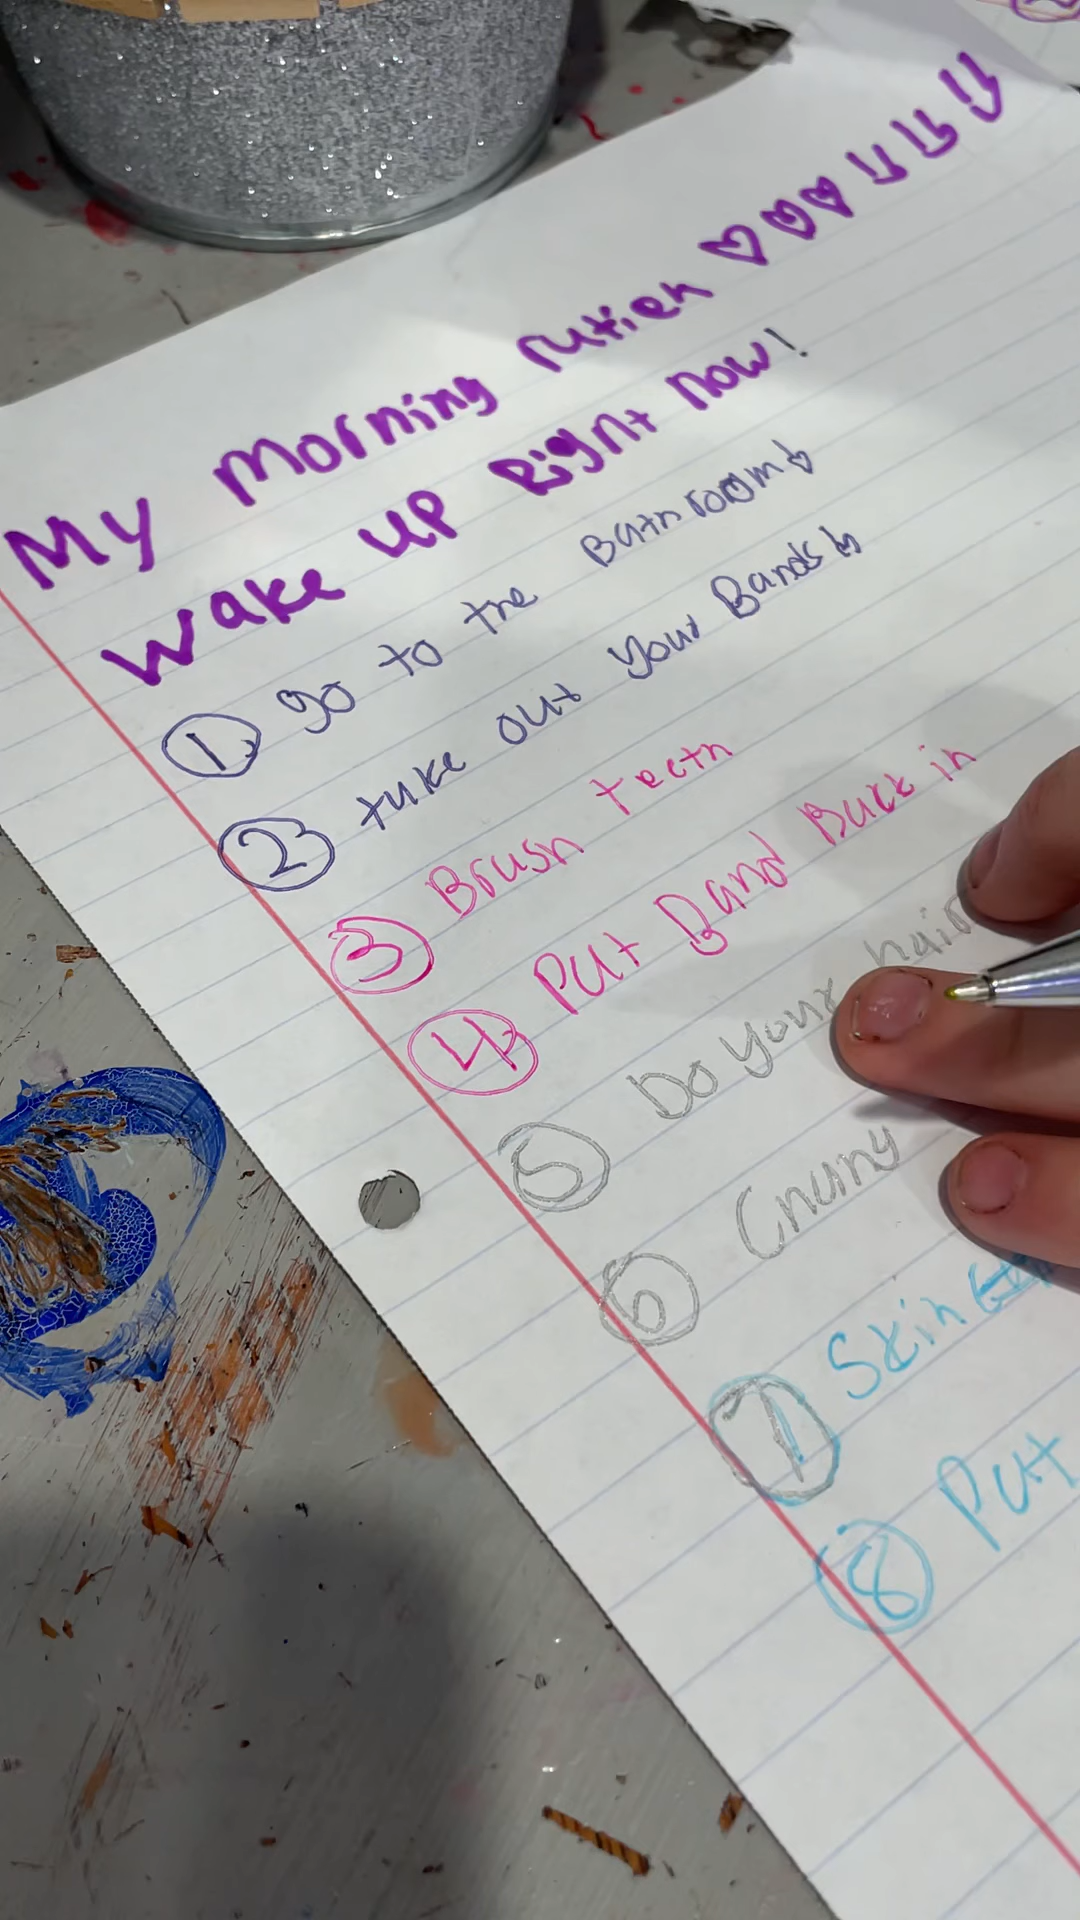 My morning rutien ♡♡♡ !! !! !!
Wake up Right now!
① go to the Bathroom
② take out your Bands
③ Brush teeth
④ Put Band Back in
⑤ Do your hair
⑥ Chang
⑦ Skin
⑧ Put